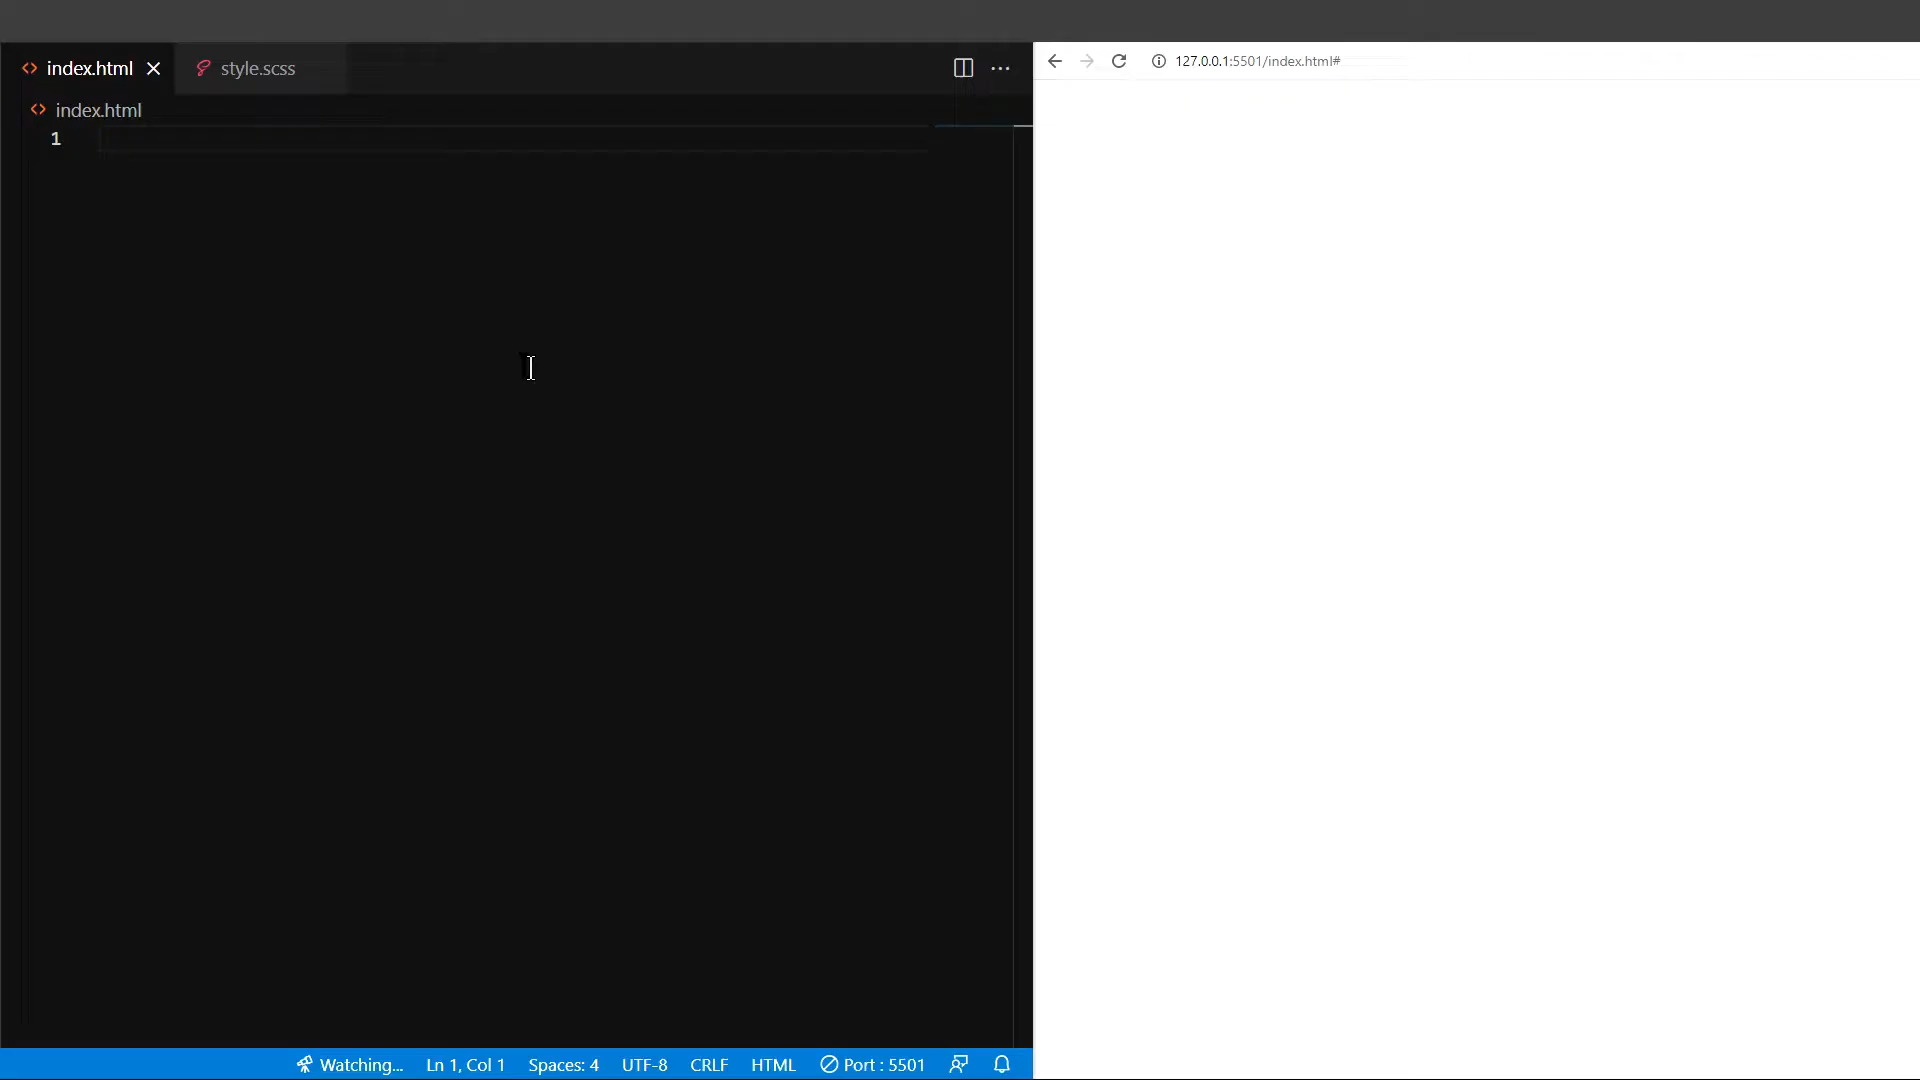 index.html
style.scss
127.0.0.1:5501/index.html#
index.html
1
Watching... Ln 1, Col 1 Spaces: 4 UTF-8 CRLF HTML Port : 5501